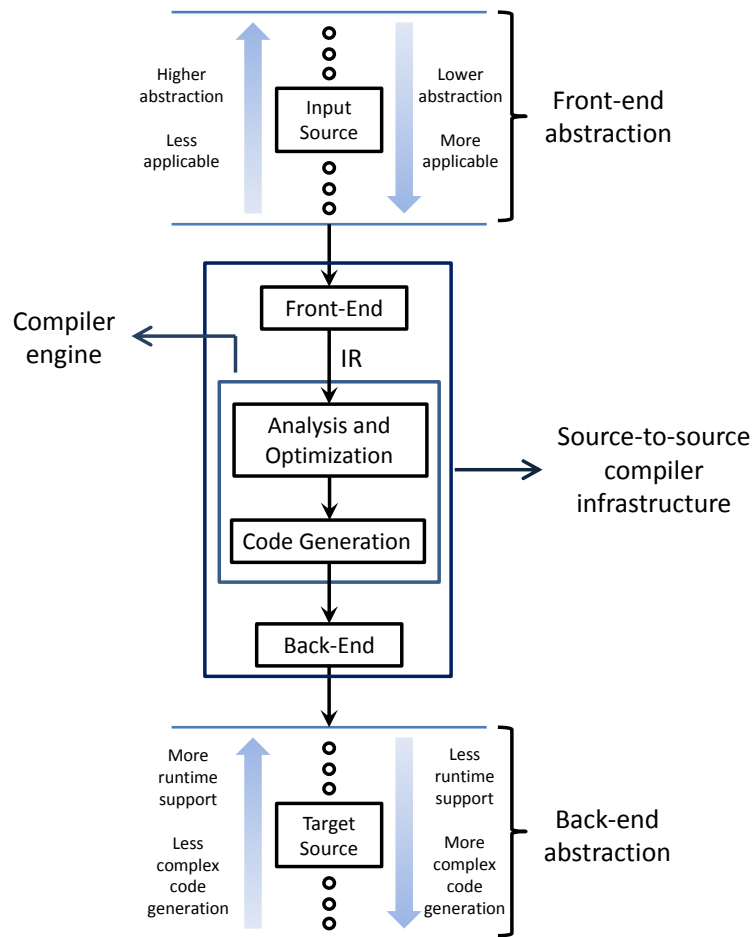 Higher
abstraction
Less
applicable
Input
Source
Lower
abstraction
More
applicable
Front-end
abstraction
Front-End
Compiler
engine
IR
Analysis and
Optimization
Source-to-source
compiler
infrastructure
Code Generation
Back-End
More
runtime
support
Less
complex
code
generation
Target
Source
Less
runtime
support
More
complex
code
generation
Back-end
abstraction